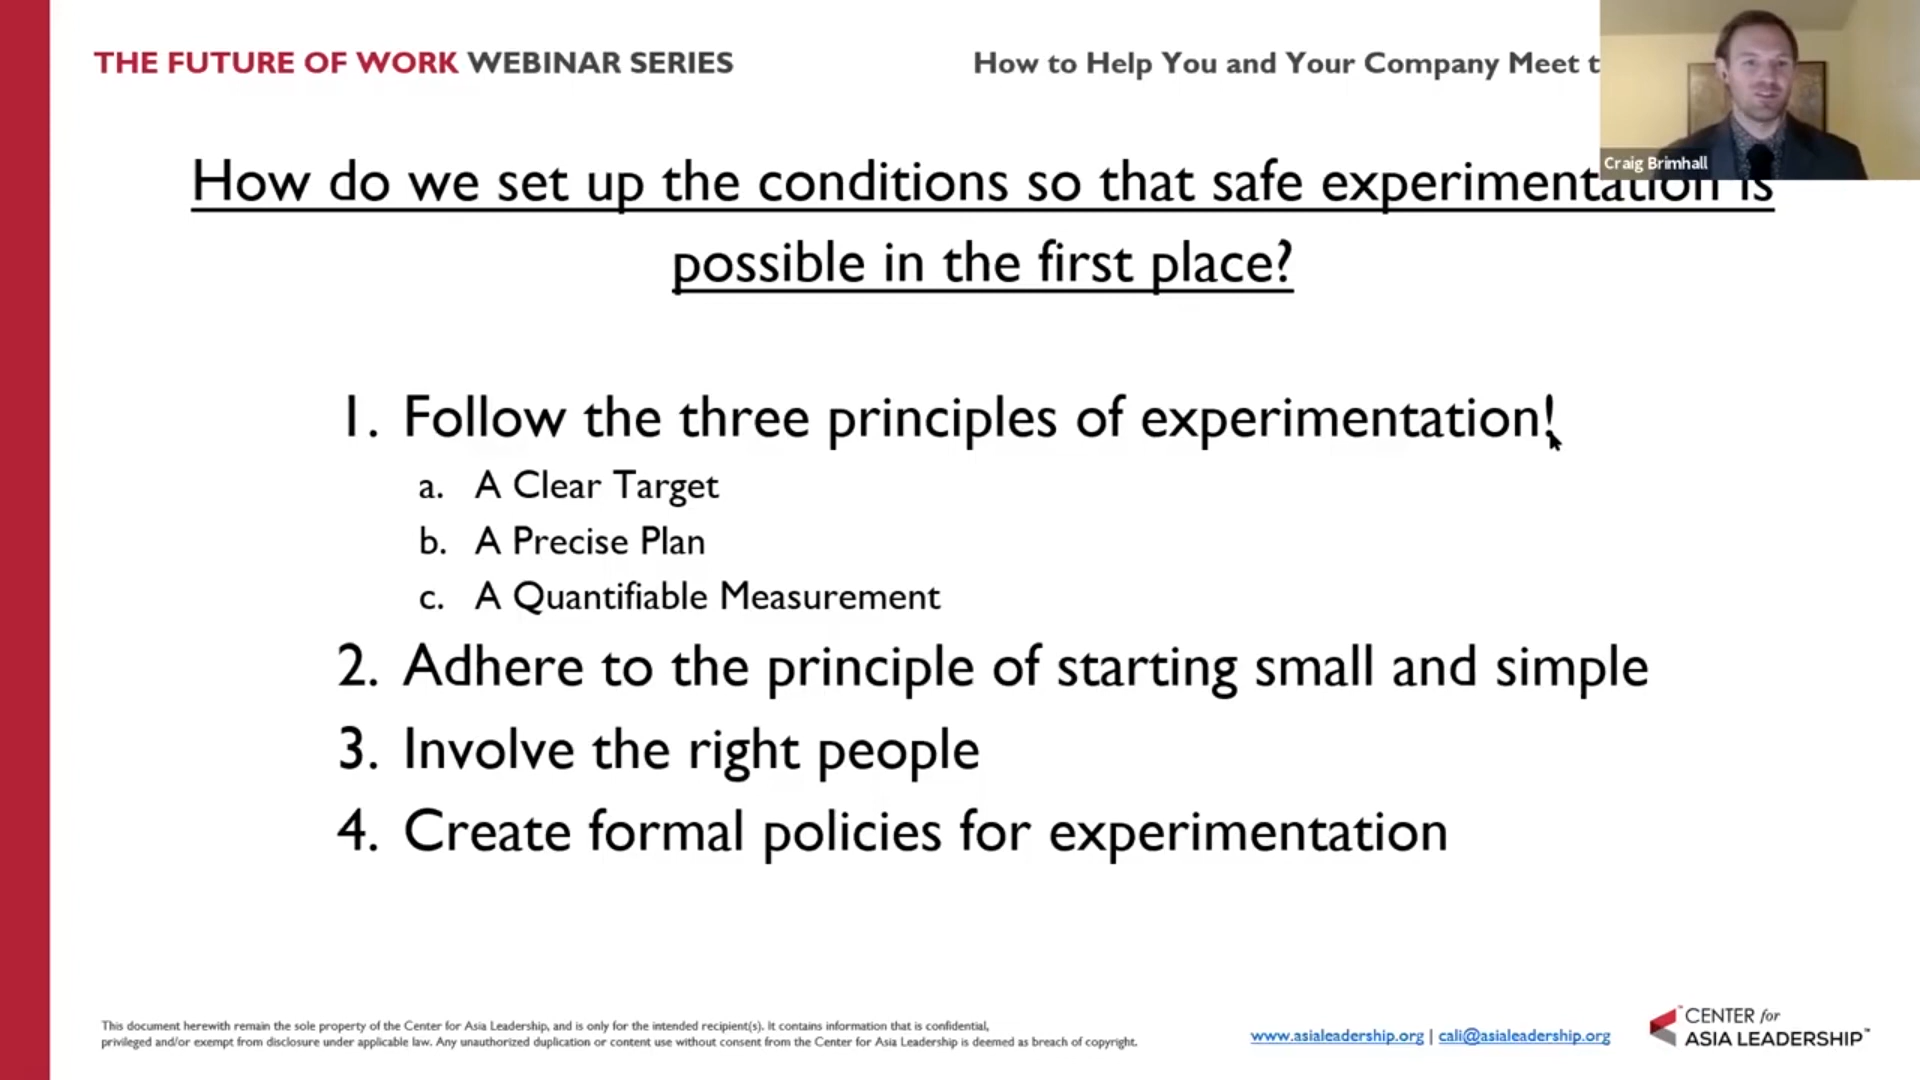 THE FUTURE OF WORK WEBINAR SERIES
How to Help You and Your Company Meet t
Craig Brimhall
How do we set up the conditions so that safe experimentation is
possible in the first place?
1. Follow the three principles of experimentation!
a. A Clear Target
b. A Precise Plan
c. A Quantifiable Measurement
2. Adhere to the principle of starting small and simple
3. Involve the right people
4. Create formal policies for experimentation
This document herewith remain the sole property of the Center for Asia Leadership, and is only for the intended recipient(s). It contains information that is confidential,
privileged and/or exempt from disclosure under applicable law. Any unauthorized duplication or content use without consent from the Center for Asia Leadership is deemed as breach of copyright.
www.asialeadership.org | cali@asialeadership.org
CENTER for
ASIA LEADERSHIP™